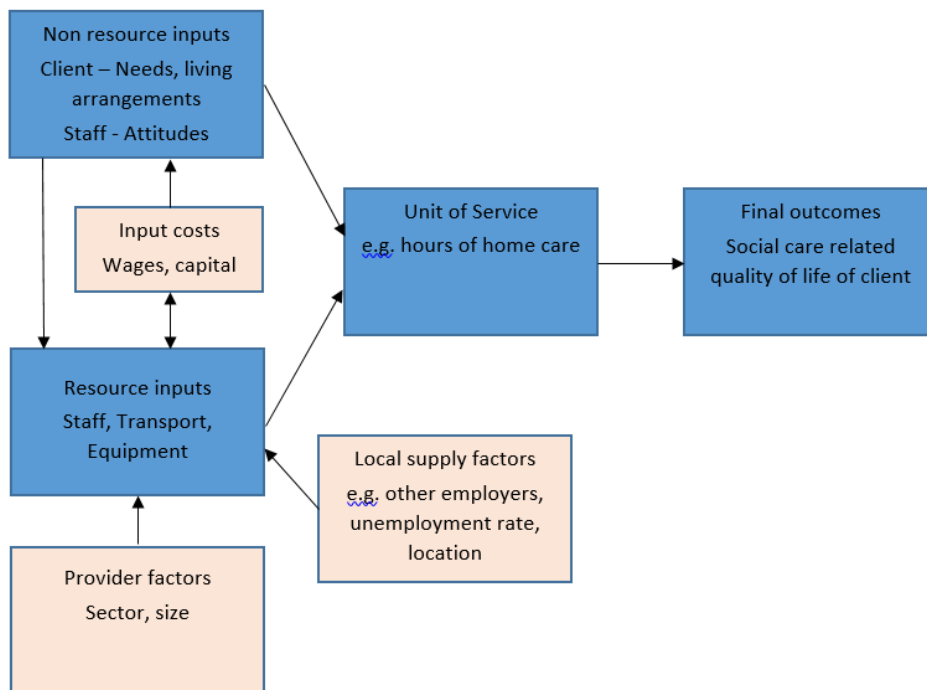 Non resource inputs
Client – Needs, living
arrangements
Staff - Attitudes
Input costs
Wages, capital
Unit of Service
e.g. hours of home care
Final outcomes
Social care related
quality of life of client
Resource inputs
Staff, Transport,
Equipment
Local supply factors
e.g. other employers,
unemployment rate,
location
Provider factors
Sector, size